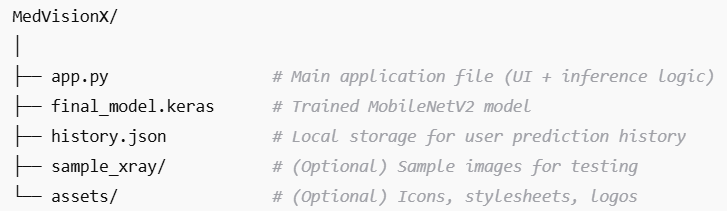 MedVisionX/
│
├── app.py # Main application file (UI + inference logic)
├── final_model.keras # Trained MobileNetV2 model
├── history.json # Local storage for user prediction history
├── sample_xray/ # (Optional) Sample images for testing
└── assets/ # (Optional) Icons, stylesheets, logos